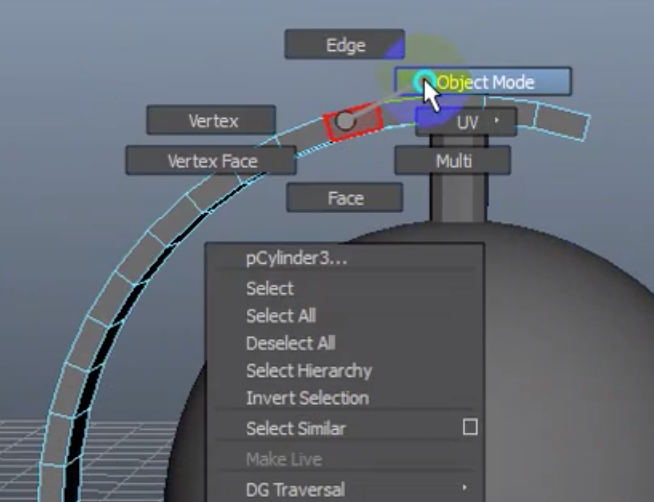 Edge
Object Mode
Vertex
UV
Vertex Face
Multi
Face
pCylinder3...
Select
Select All
Deselect All
Select Hierarchy
Invert Selection
Select Similar
Make Live
DG Traversal